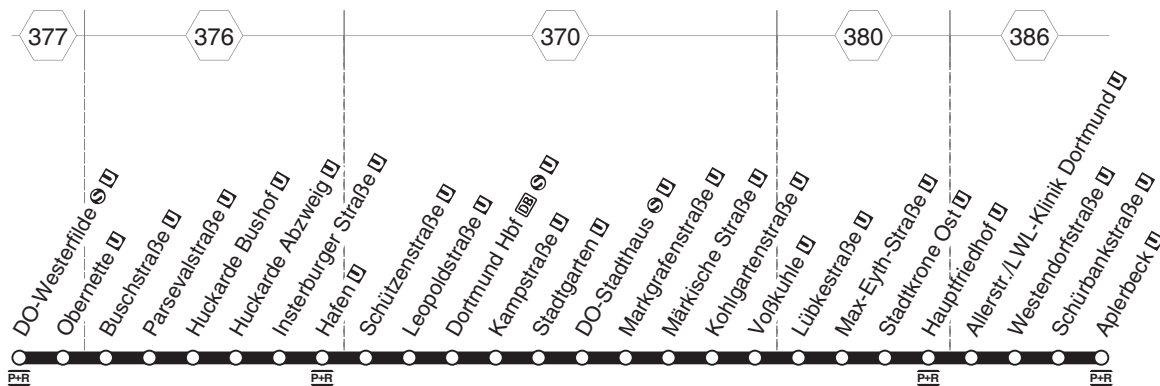 377
376
370
380
386
DO-Westerfilde S U
Obernette U
Buschstraße U
Parsevalstraße U
Huckarde Bushof U
Huckarde Abzweig U
Insterburger Straße U
Hafen U
Schützenstraße U
Leopoldstraße U
Dortmund Hbf DB S U
Kampstraße U
Stadtgarten U
DO-Stadthaus S U
Markgrafenstraße U
Märkische Straße U
Kohlgartenstraße U
Voßkuhle U
Lübkestraße U
Max-Eyth-Straße U
Stadtkrone Ost U
Hauptfriedhof U
Allerstr./LWL-Klinik Dortmund U
Westendorfstraße U
Schürbankstraße U
Aplerbeck U
P+R
P+R
P+R
P+R